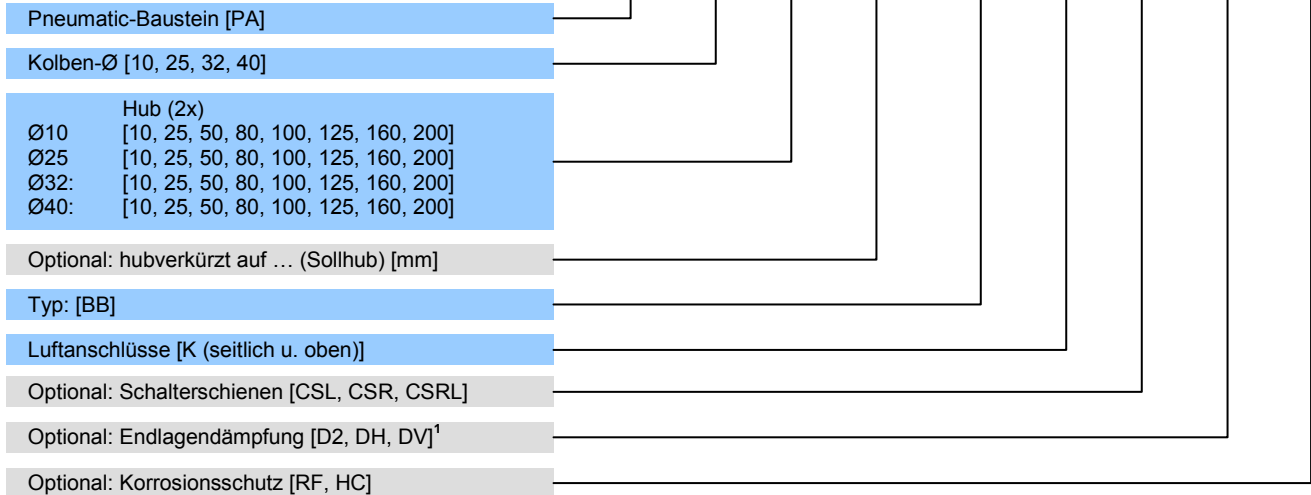 Pneumatic-Baustein [PA]
Kolben-Ø [10, 25, 32, 40]
Hub (2x)
Ø10 [10, 25, 50, 80, 100, 125, 160, 200]
Ø25 [10, 25, 50, 80, 100, 125, 160, 200]
Ø32: [10, 25, 50, 80, 100, 125, 160, 200]
Ø40: [10, 25, 50, 80, 100, 125, 160, 200]
Optional: hubverkürzt auf … (Sollhub) [mm]
Typ: [BB]
Luftanschlüsse [K (seitlich u. oben)]
Optional: Schalterschienen [CSL, CSR, CSRL]
Optional: Endlagendämpfung [D2, DH, DV]¹
Optional: Korrosionsschutz [RF, HC]